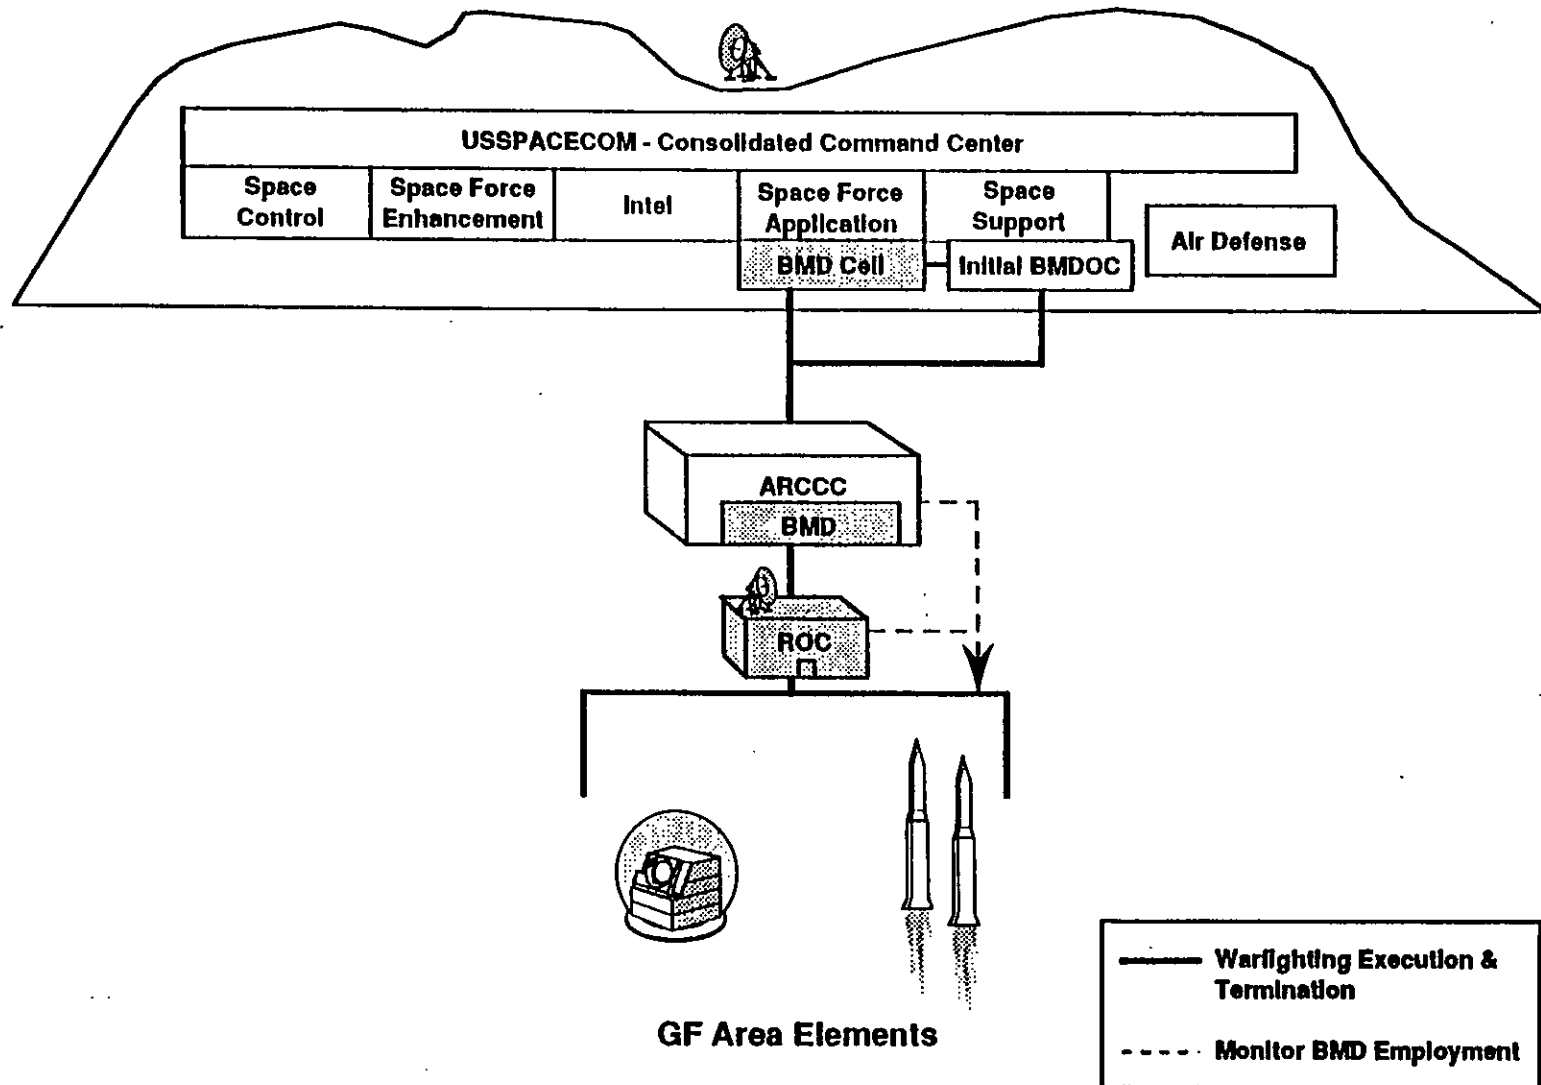 USSPACECOM - Consolidated Command Center
Space
Control
Space Force
Enhancement
Intel
Space Force
Application
Space
Support
Air Defense
BMD Cell
Initial BMDOC
ARCCC
BMD
ROC
GF Area Elements
Warfighting Execution &
Termination
Monitor BMD Employment